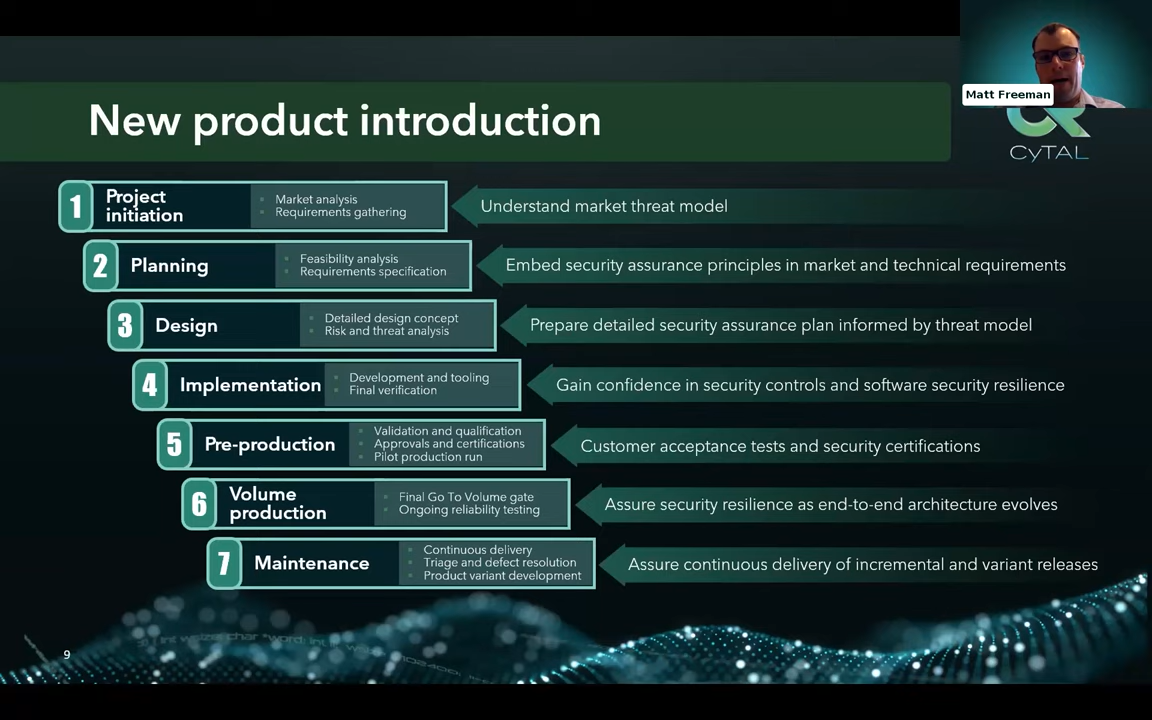 Matt Freeman
New product introduction
CyTAL
1
Project
initiation
Market analysis
Requirements gathering
Understand market threat model
2
Planning
Feasibility analysis
Requirements specification
Embed security assurance principles in market and technical requirements
3
Design
Detailed design concept
Risk and threat analysis
Prepare detailed security assurance plan informed by threat model
4
Implementation
Development and tooling
Final verification
Gain confidence in security controls and software security resilience
5
Pre-production
Validation and qualification
Approvals and certifications
Pilot production run
Customer acceptance tests and security certifications
6
Volume
production
Final Go To Volume gate
Ongoing reliability testing
Assure security resilience as end-to-end architecture evolves
7
Maintenance
Continuous delivery
Triage and defect resolution
Product variant development
Assure continuous delivery of incremental and variant releases
9